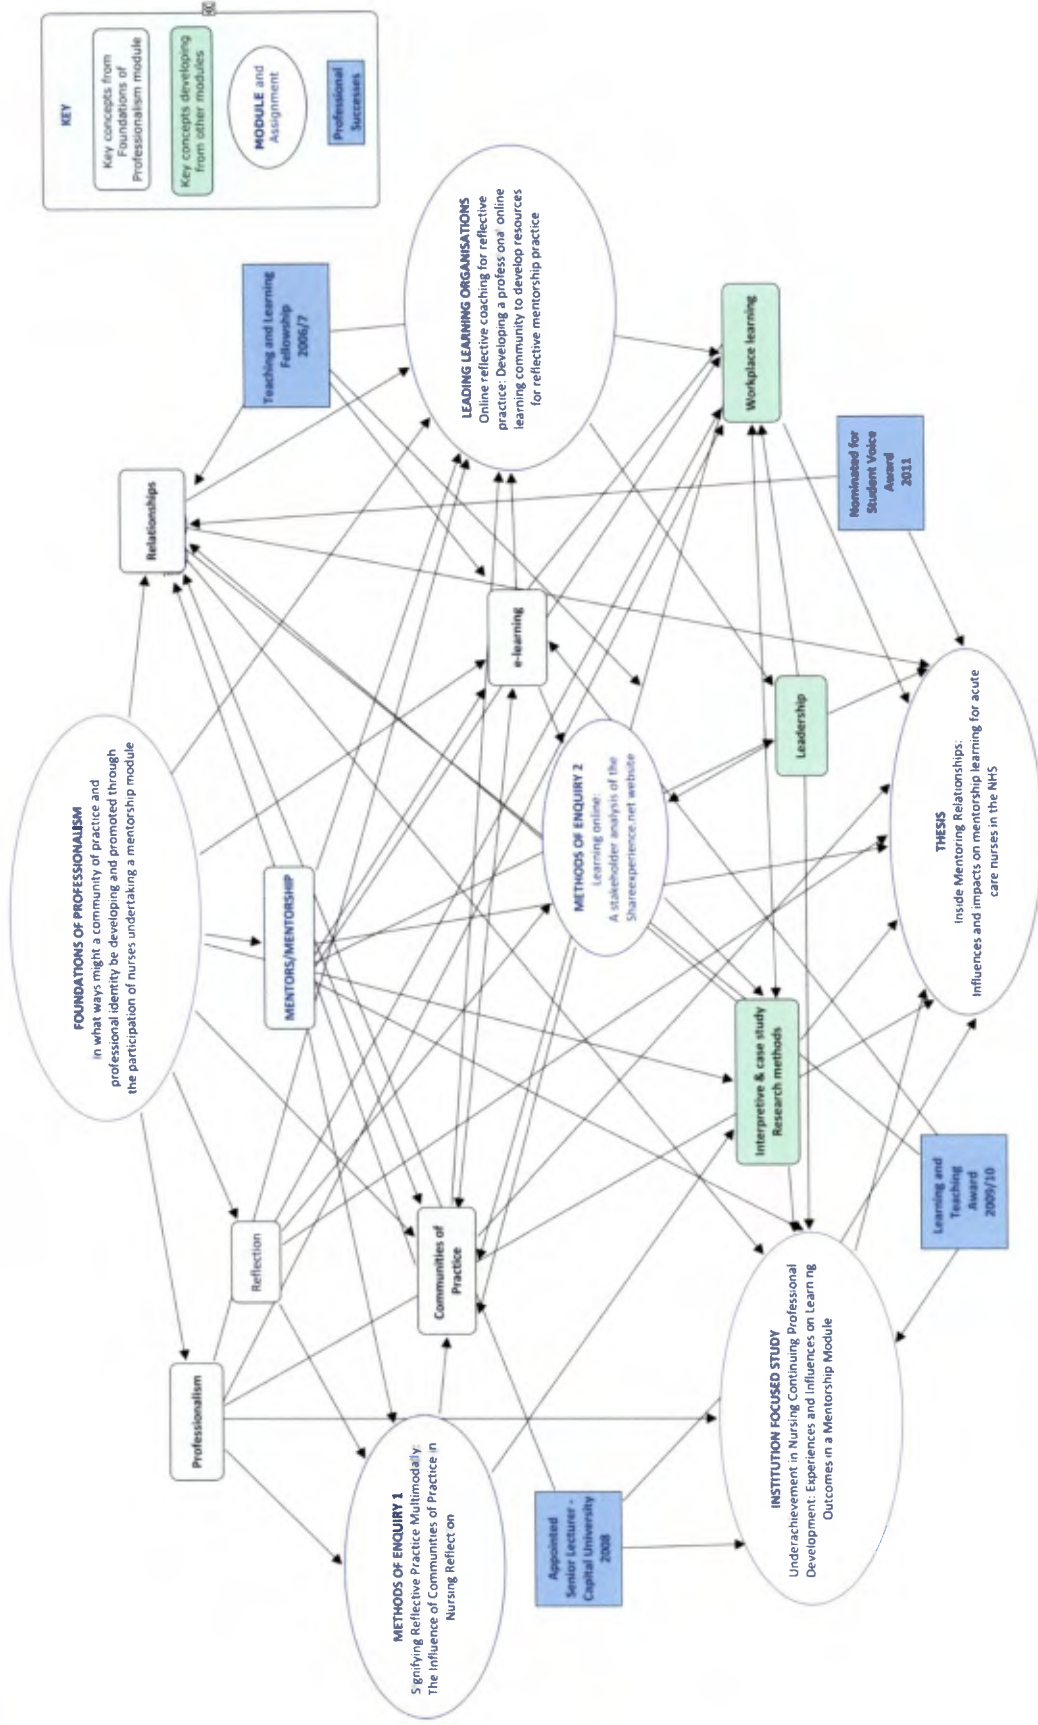 FOUNDATIONS OF PROFESSIONALISM
in what ways might a community of practice and
professional identity be developing and promoted through
the participation of nurses undertaking a mentorship module
KEY
Key concepts from
Foundations of
Professionalism module
Key concepts developing
from other modules
MODULE and
Assignment
Professional
Successes
Professionalism
Reflection
MENTORS/MENTORSHIP
Relationships
Teaching and Learning
Fellowship
2006/7
METHODS OF ENQUIRY 1
S gnifying Reflective Practice Multimodally:
The Influence of Communities of Practice in
Nursing Reflect on
Communities of
Practice
e-learning
LEADING LEARNING ORGANISATIONS
Online reflective coaching for reflective
practice: Developing a profess ona' online
learning community to develop resources
for reflective mentorship practice
METHODS OF ENQUIRY 2
Learning online:
A stakeholder analysis of the
Shareexperience.net website
Appointed
Senior Lecturer -
Capital University
2008
Interpretive & case study
Research methods
Leadership
Workplace learning
INSTITUTION FOCUSED STUDY
Underachievement in Nursing Continuing Professional
Development: Experiences and Influences on Learn ng
Outcomes in a Mentorship Module
Nominated for
Student Voice
Award
2011
Learning and
Teaching
Award
2009/10
THESIS
Inside Mentoring Relationships:
Influences and impacts on mentorship learning for acute
care nurses in the NHS